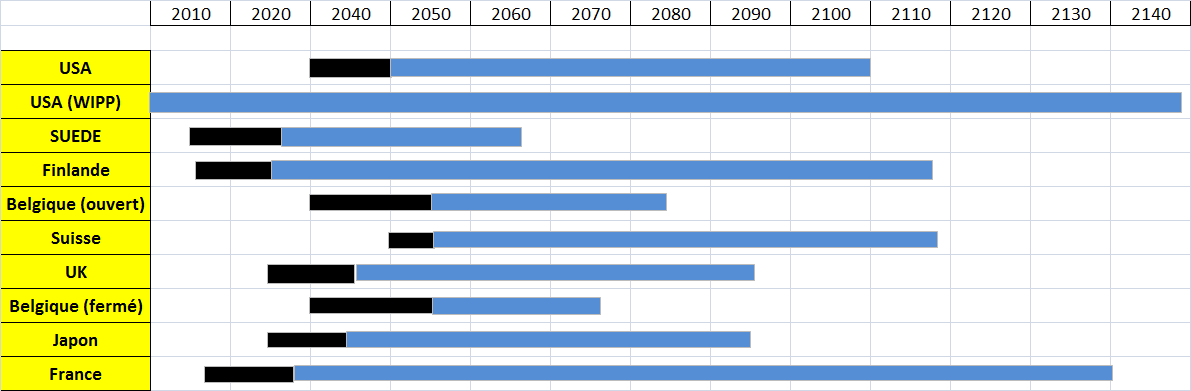 2010 2020 2040 2050 2060 2070 2080 2090 2100 2110 2120 2130 2140
USA
USA (WIPP)
SUEDE
Finlande
Belgique (ouvert)
Suisse
UK
Belgique (fermé)
Japon
France